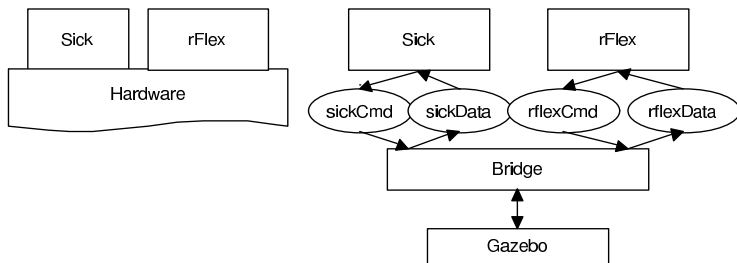 Sick
rFlex
Hardware
Sick
rFlex
sickCmd
sickData
rflexCmd
rflexData
Bridge
Gazebo